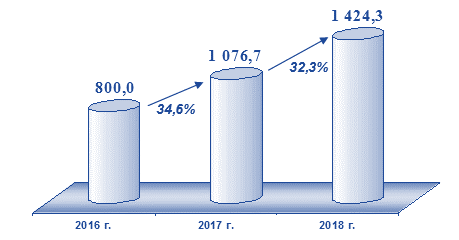 1 424,3
1 076,7
32,3%
800,0
34,6%
2016 г.
2017 г.
2018 г.